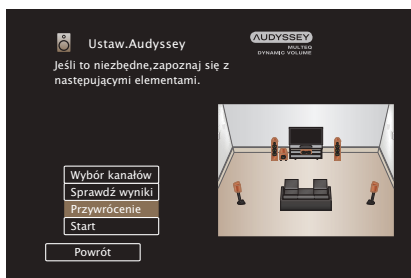 Ustaw.Audyssey
AUDYSSEY
MULTEQ
DYNAMIC VOLUME
Jeśli to niezbędne,zapoznaj się z
następującymi elementami.
Wybór kanałów
Sprawdź wyniki
Przywrócenie
Start
Powrót